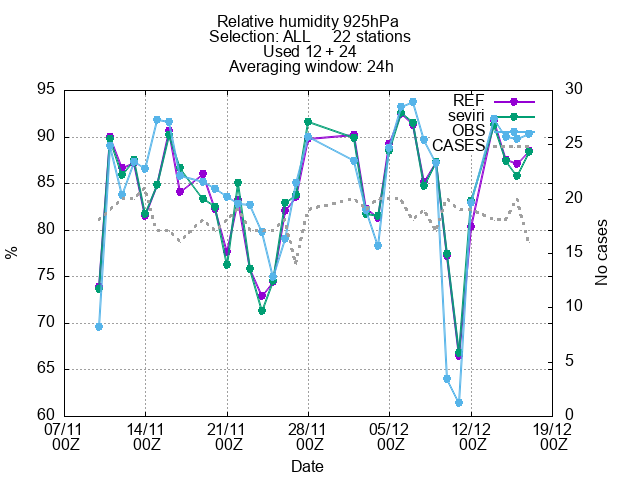 Relative humidity 925hPa
Selection: ALL 22 stations
Used 12 + 24
Averaging window: 24h
REF
seviri
OBS
CASES
95
90
85
80
75
70
65
60
30
25
20
15
10
5
0
%
No cases
07/11 14/11 21/11 28/11 05/12 12/12 19/12
00Z 00Z 00Z 00Z 00Z 00Z 00Z
Date